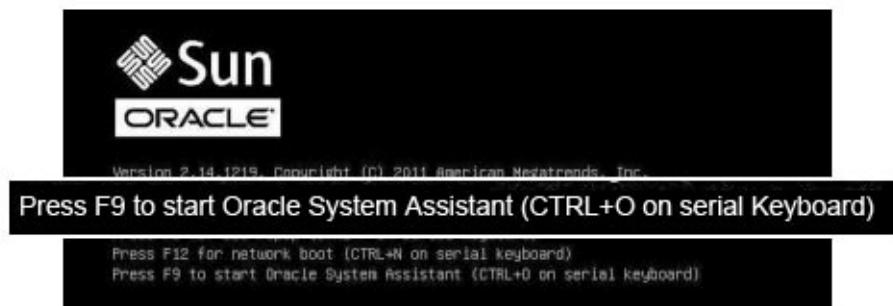 Sun
ORACLE
Version 2.14.1219. Copyright (C) 2011 American Megatrends, Inc.
Press F9 to start Oracle System Assistant (CTRL+O on serial Keyboard)
Press F12 for network boot (CTRL+N on serial keyboard)
Press F9 to start Oracle System Assistant (CTRL+O on serial keyboard)